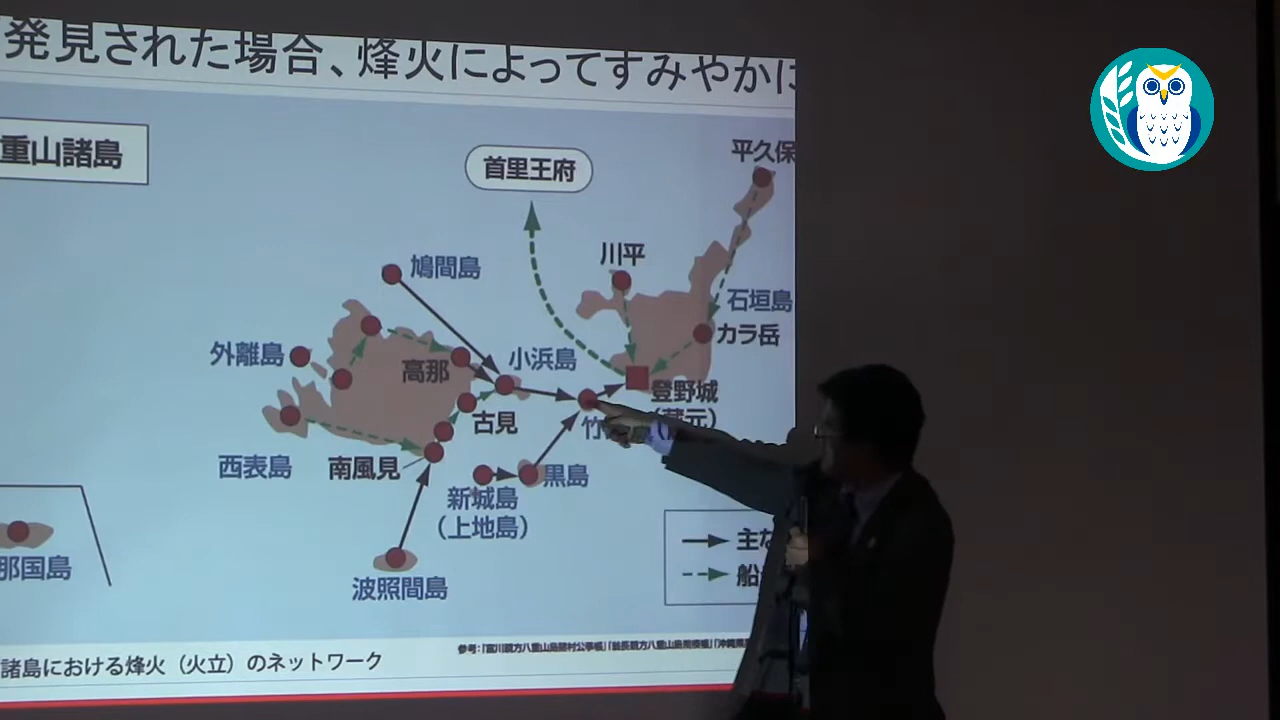 発見された場合、烽火によってすみやかに
重山諸島
首里王府
平久保
川平
鳩間島
石垣島
カラ岳
外離島
高那
小浜島
登野城
（蔵元）
古見
西表島
南風見
新城島
（上地島）
黒島
那国島
波照間島
主な
諸島における烽火（火立）のネットワーク